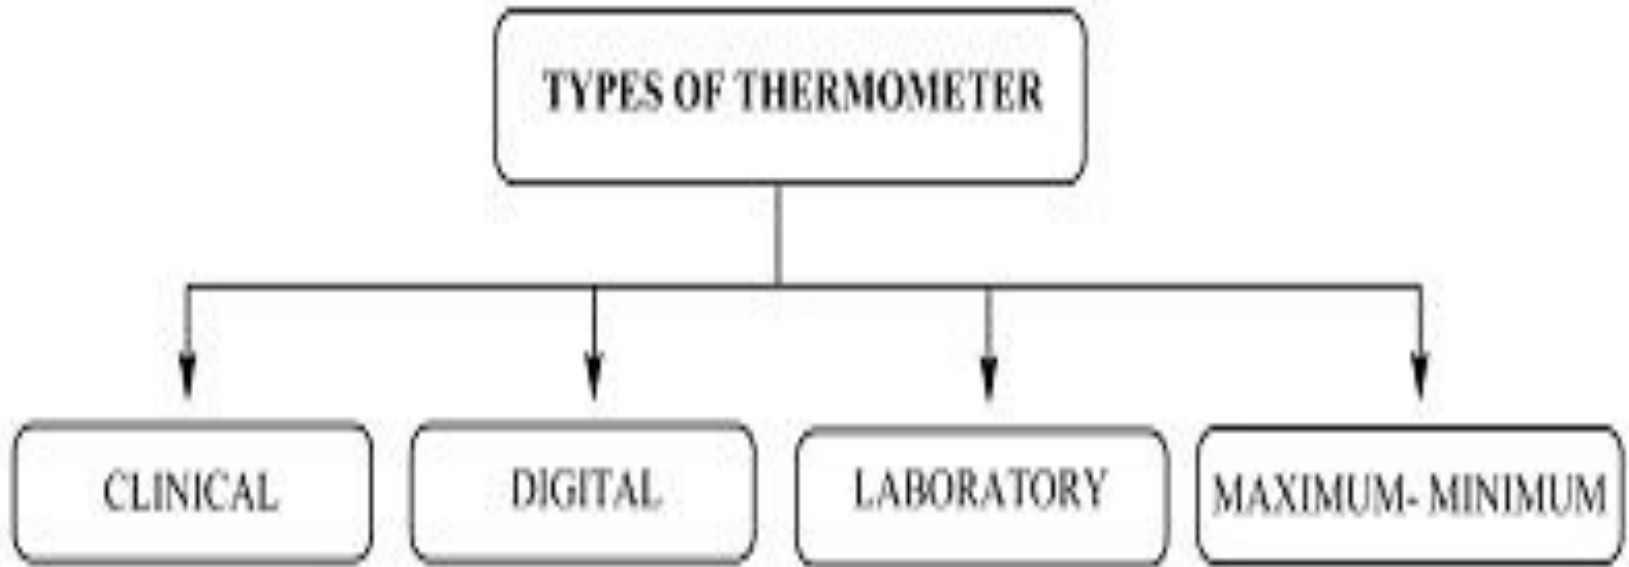 TYPES OF THERMOMETER
CLINICAL
DIGITAL
LABORATORY
MAXIMUM- MINIMUM